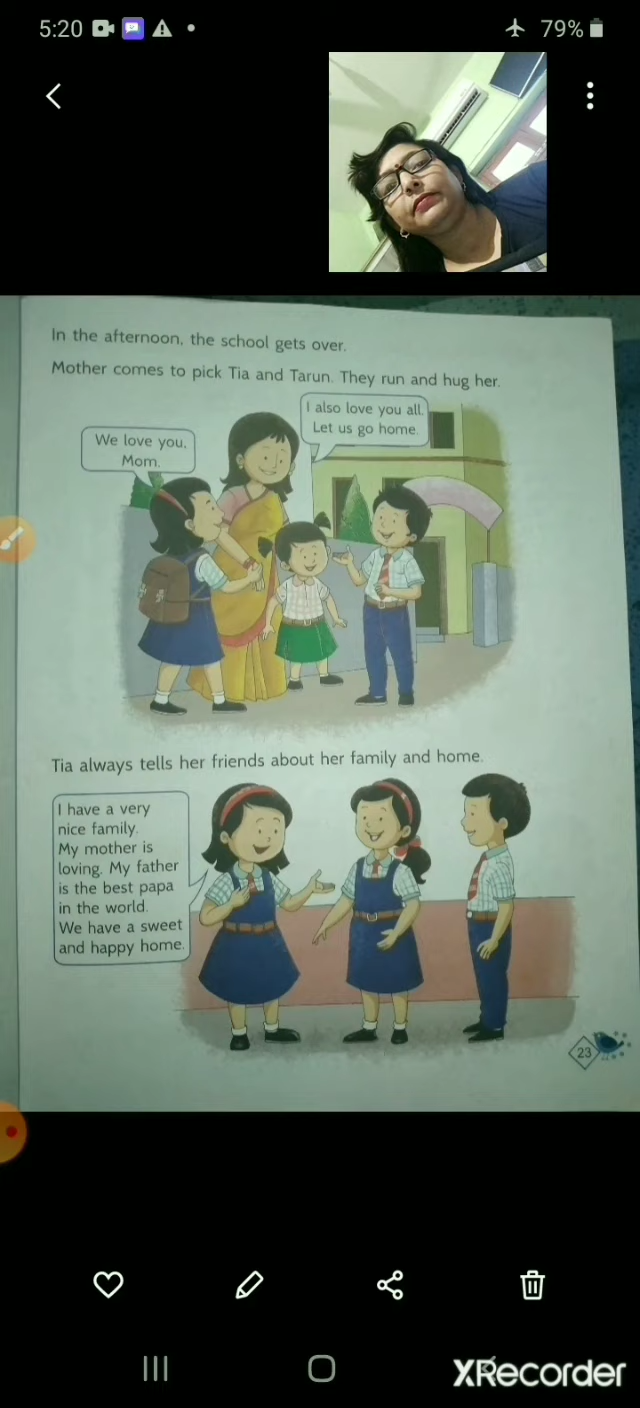 5:20
79%
In the afternoon, the school gets over.
Mother comes to pick Tia and Tarun. They run and hug her.
I also love you all.
Let us go home.
We love you,
Mom.
Tia always tells her friends about her family and home.
I have a very
nice family.
My mother is
loving. My father
is the best papa
in the world.
We have a sweet
and happy home.
23
XRecorder